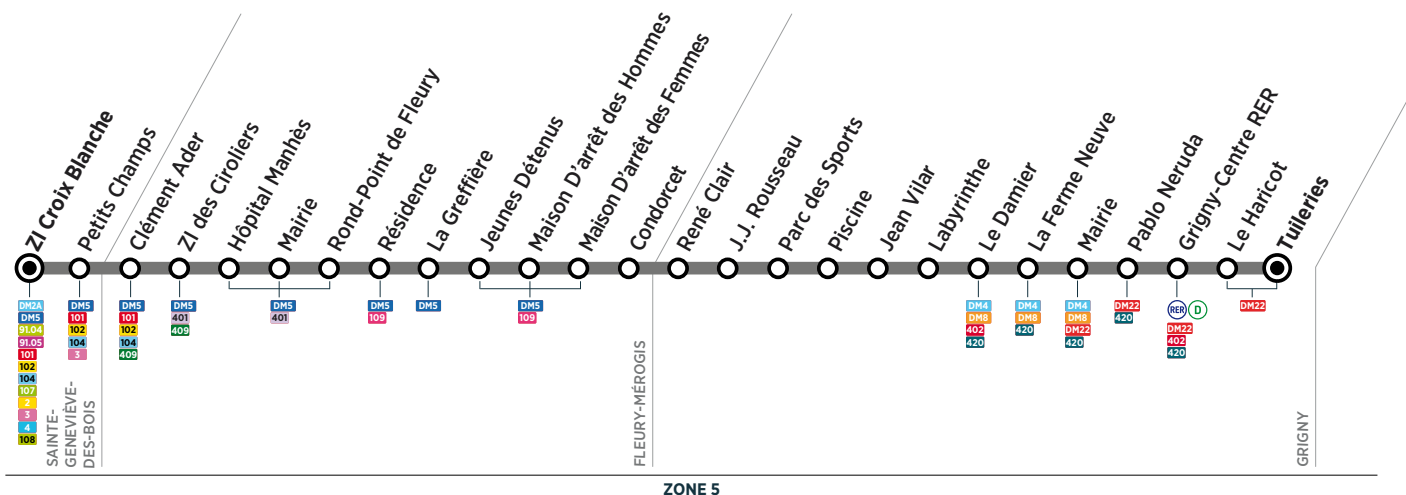 ZI Croix Blanche
Petits Champs
Clément Ader
ZI des Ciroliers
Hôpital Manhès
Mairie
Rond-Point de Fleury
Résidence
La Greffière
Jeunes Détenus
Maison D'arrêt des Hommes
Maison D'arrêt des Femmes
Condorcet
René Clair
J.J. Rousseau
Parc des Sports
Piscine
Jean Vilar
Labyrinthe
Le Damier
La Ferme Neuve
Mairie
Pablo Neruda
Grigny-Centre RER
Le Haricot
Tuileries
DM2A
DM5
91.04
91.05
101
102
104
107
2
3
4
108
DM5
101
102
104
3
DM5
101
102
104
409
DM5
401
409
DM5
401
DM5
109
DM5
DM5
109
DM4
DM8
402
420
DM4
DM8
420
DM4
DM8
DM22
420
DM22
420
RER D
DM22
402
420
DM22
SAINTE-
GENEVIÈVE-
DES-BOIS
FLEURY-MÉROGIS
GRIGNY
ZONE 5